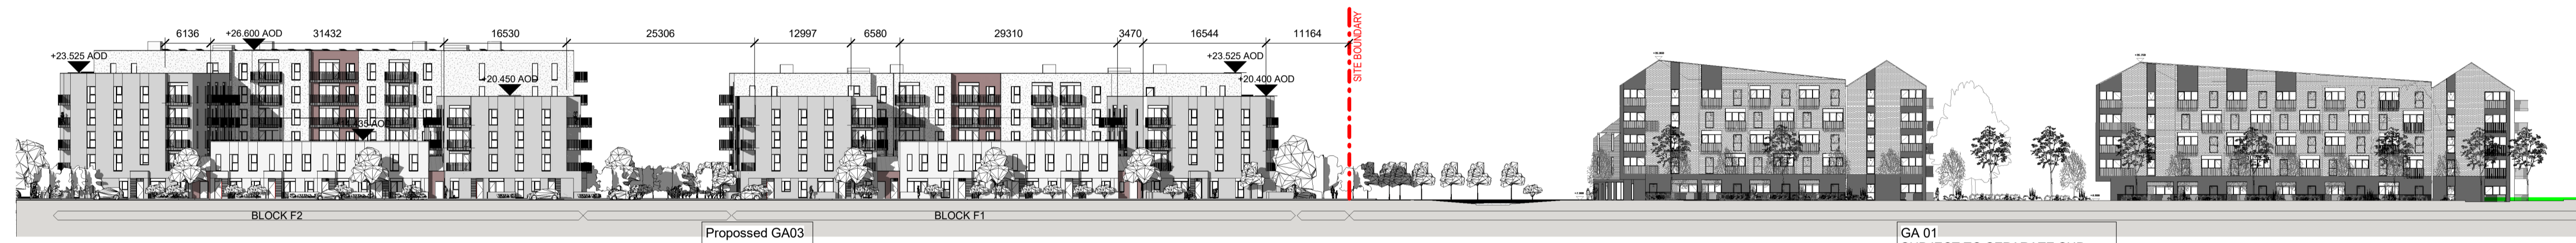 6136
+26.600 AOD
31432
16530
25306
12997
6580
29310
3470
16544
11164
SITE BOUNDARY
+23.525 AOD
+20.450 AOD
+23.525 AOD
+20.400 AOD
BLOCK F2
BLOCK F1
Propossed GA03
GA 01